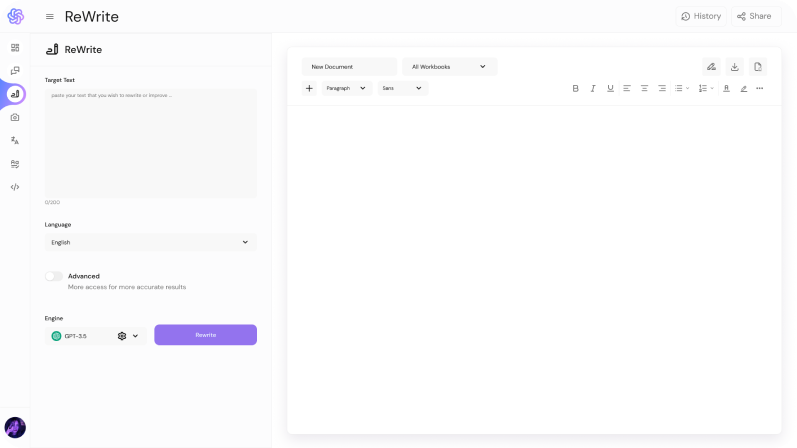 ReWrite
History
Share
ReWrite
Target Text
paste your text that you wish to rewrite or improve ...
0/200
Language
English
Advanced
More access for more accurate results
Engine
GPT-3.5
Rewrite
New Document
All Workbooks
Paragraph
Sans
B I U